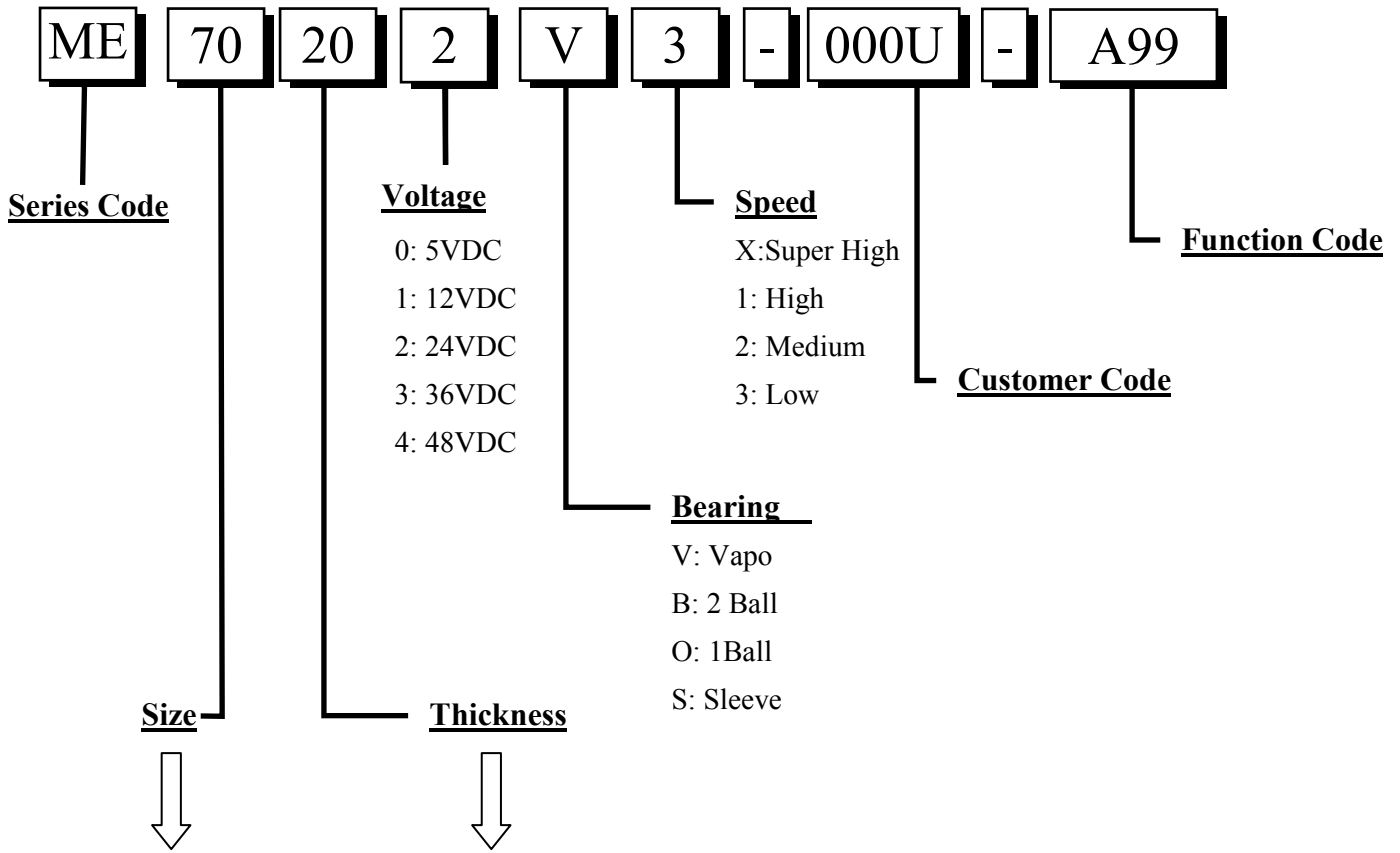 ME 70 20 2 V 3 - 000U - A99
Series Code
Voltage
0: 5VDC
1: 12VDC
2: 24VDC
3: 36VDC
4: 48VDC
Speed
X:Super High
1: High
2: Medium
3: Low
Function Code
Customer Code
Bearing
V: Vapo
B: 2 Ball
O: 1Ball
S: Sleeve
Size
Thickness